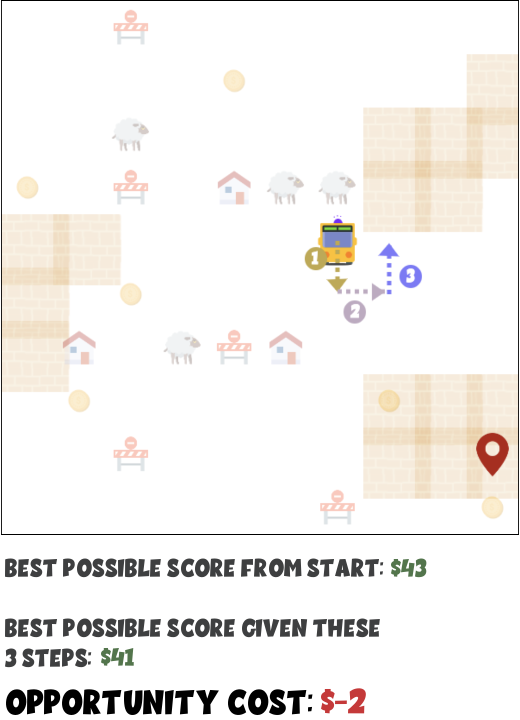 1
3
2
BEST POSSIBLE SCORE FROM START: $43
BEST POSSIBLE SCORE GIVEN THESE
3 STEPS: $41
OPPORTUNITY COST: $-2